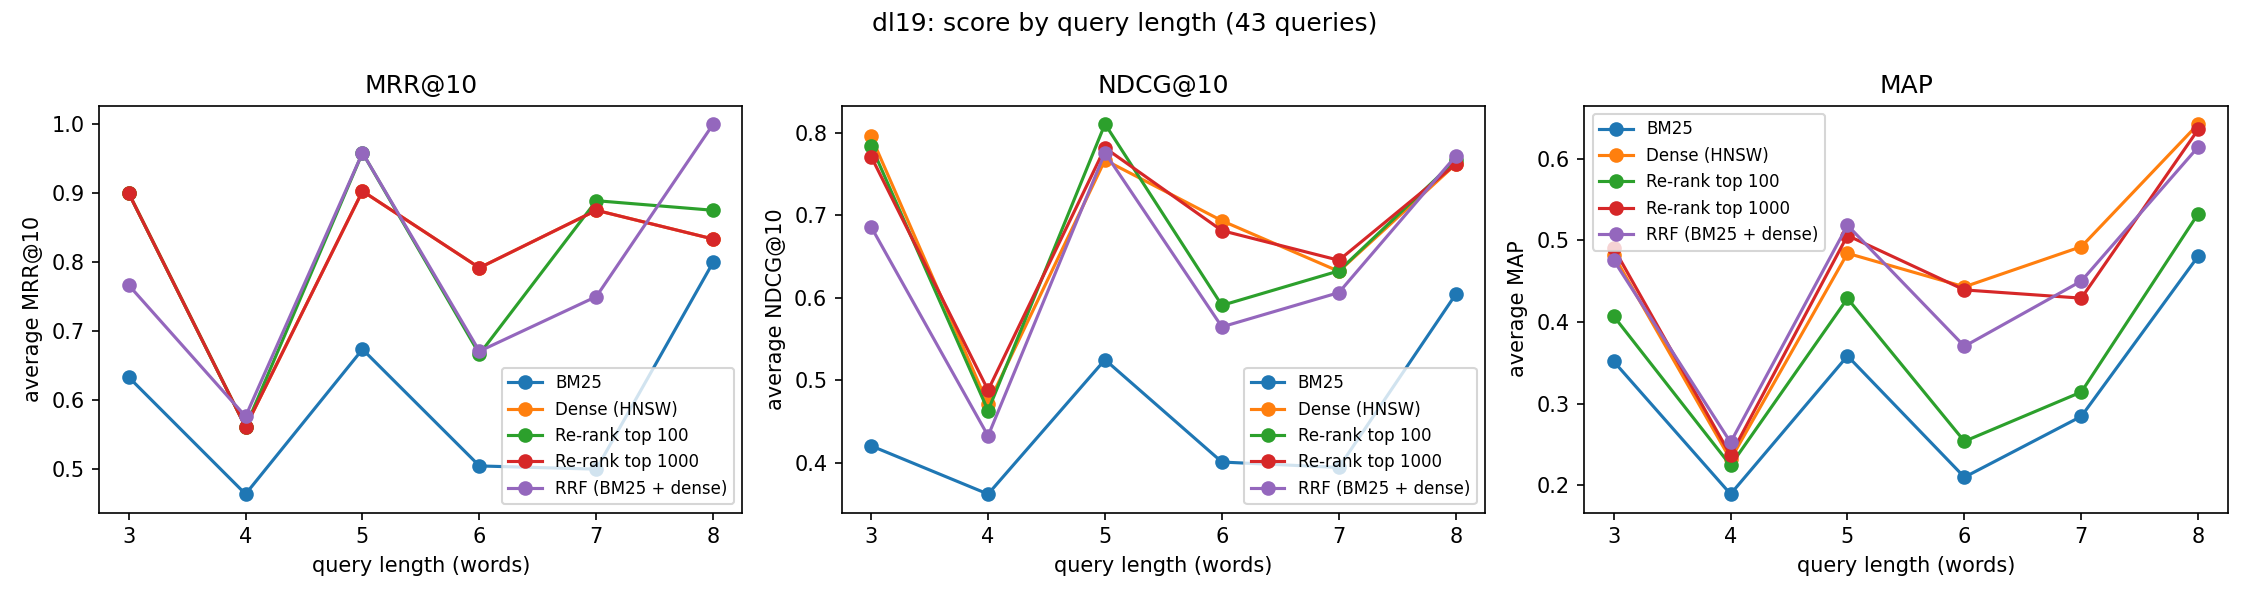 dl19: score by query length (43 queries)
MRR@10
average MRR@10
1.0
0.9
0.8
0.7
0.6
0.5
3 4 5 6 7 8
query length (words)
BM25
Dense (HNSW)
Re-rank top 100
Re-rank top 1000
RRF (BM25 + dense)
NDCG@10
average NDCG@10
0.8
0.7
0.6
0.5
0.4
3 4 5 6 7 8
query length (words)
BM25
Dense (HNSW)
Re-rank top 100
Re-rank top 1000
RRF (BM25 + dense)
MAP
average MAP
0.6
0.5
0.4
0.3
0.2
3 4 5 6 7 8
query length (words)
BM25
Dense (HNSW)
Re-rank top 100
Re-rank top 1000
RRF (BM25 + dense)